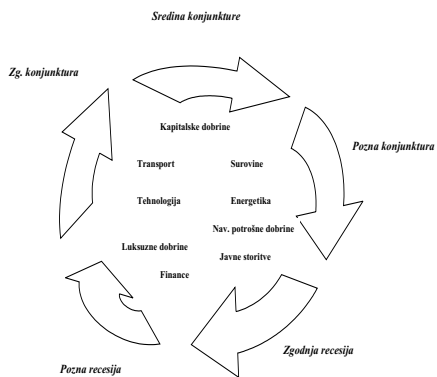 Sredina konjunkture
Zg. konjunktura
Kapitalske dobrine
Pozna konjunktura
Transport
Surovine
Tehnologija
Energetika
Nav. potrošne dobrine
Luksuzne dobrine
Javne storitve
Finance
Zgodnja recesija
Pozna recesija